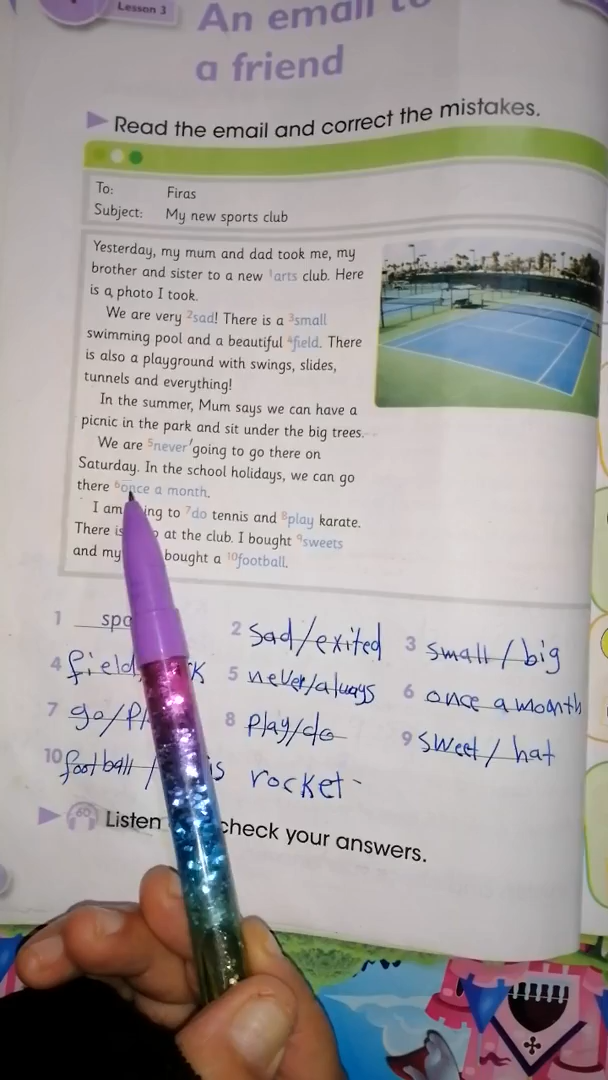 Lesson 3
An email to
a friend
Read the email and correct the mistakes.
To: Firas
Subject: My new sports club
Yesterday, my mum and dad took me, my
brother and sister to a new 1arts club. Here
is a photo I took.
We are very 2sad! There is a 3small
swimming pool and a beautiful 4field. There
is also a playground with swings, slides,
tunnels and everything!
In the summer, Mum says we can have a
picnic in the park and sit under the big trees.
We are 5never going to go there on
Saturday. In the school holidays, we can go
there 6once a month.
I am ing to 7do tennis and 8play karate.
There is at the club. I bought 9sweets
and my bought a 10football.
1 spo 2 sad/exited 3 small/big
4 field 5 never/always 6 once a moanth
7 go/Pl 8 Play/do 9 sweet/hat
10 football / is rocket
60 Listen check your answers.